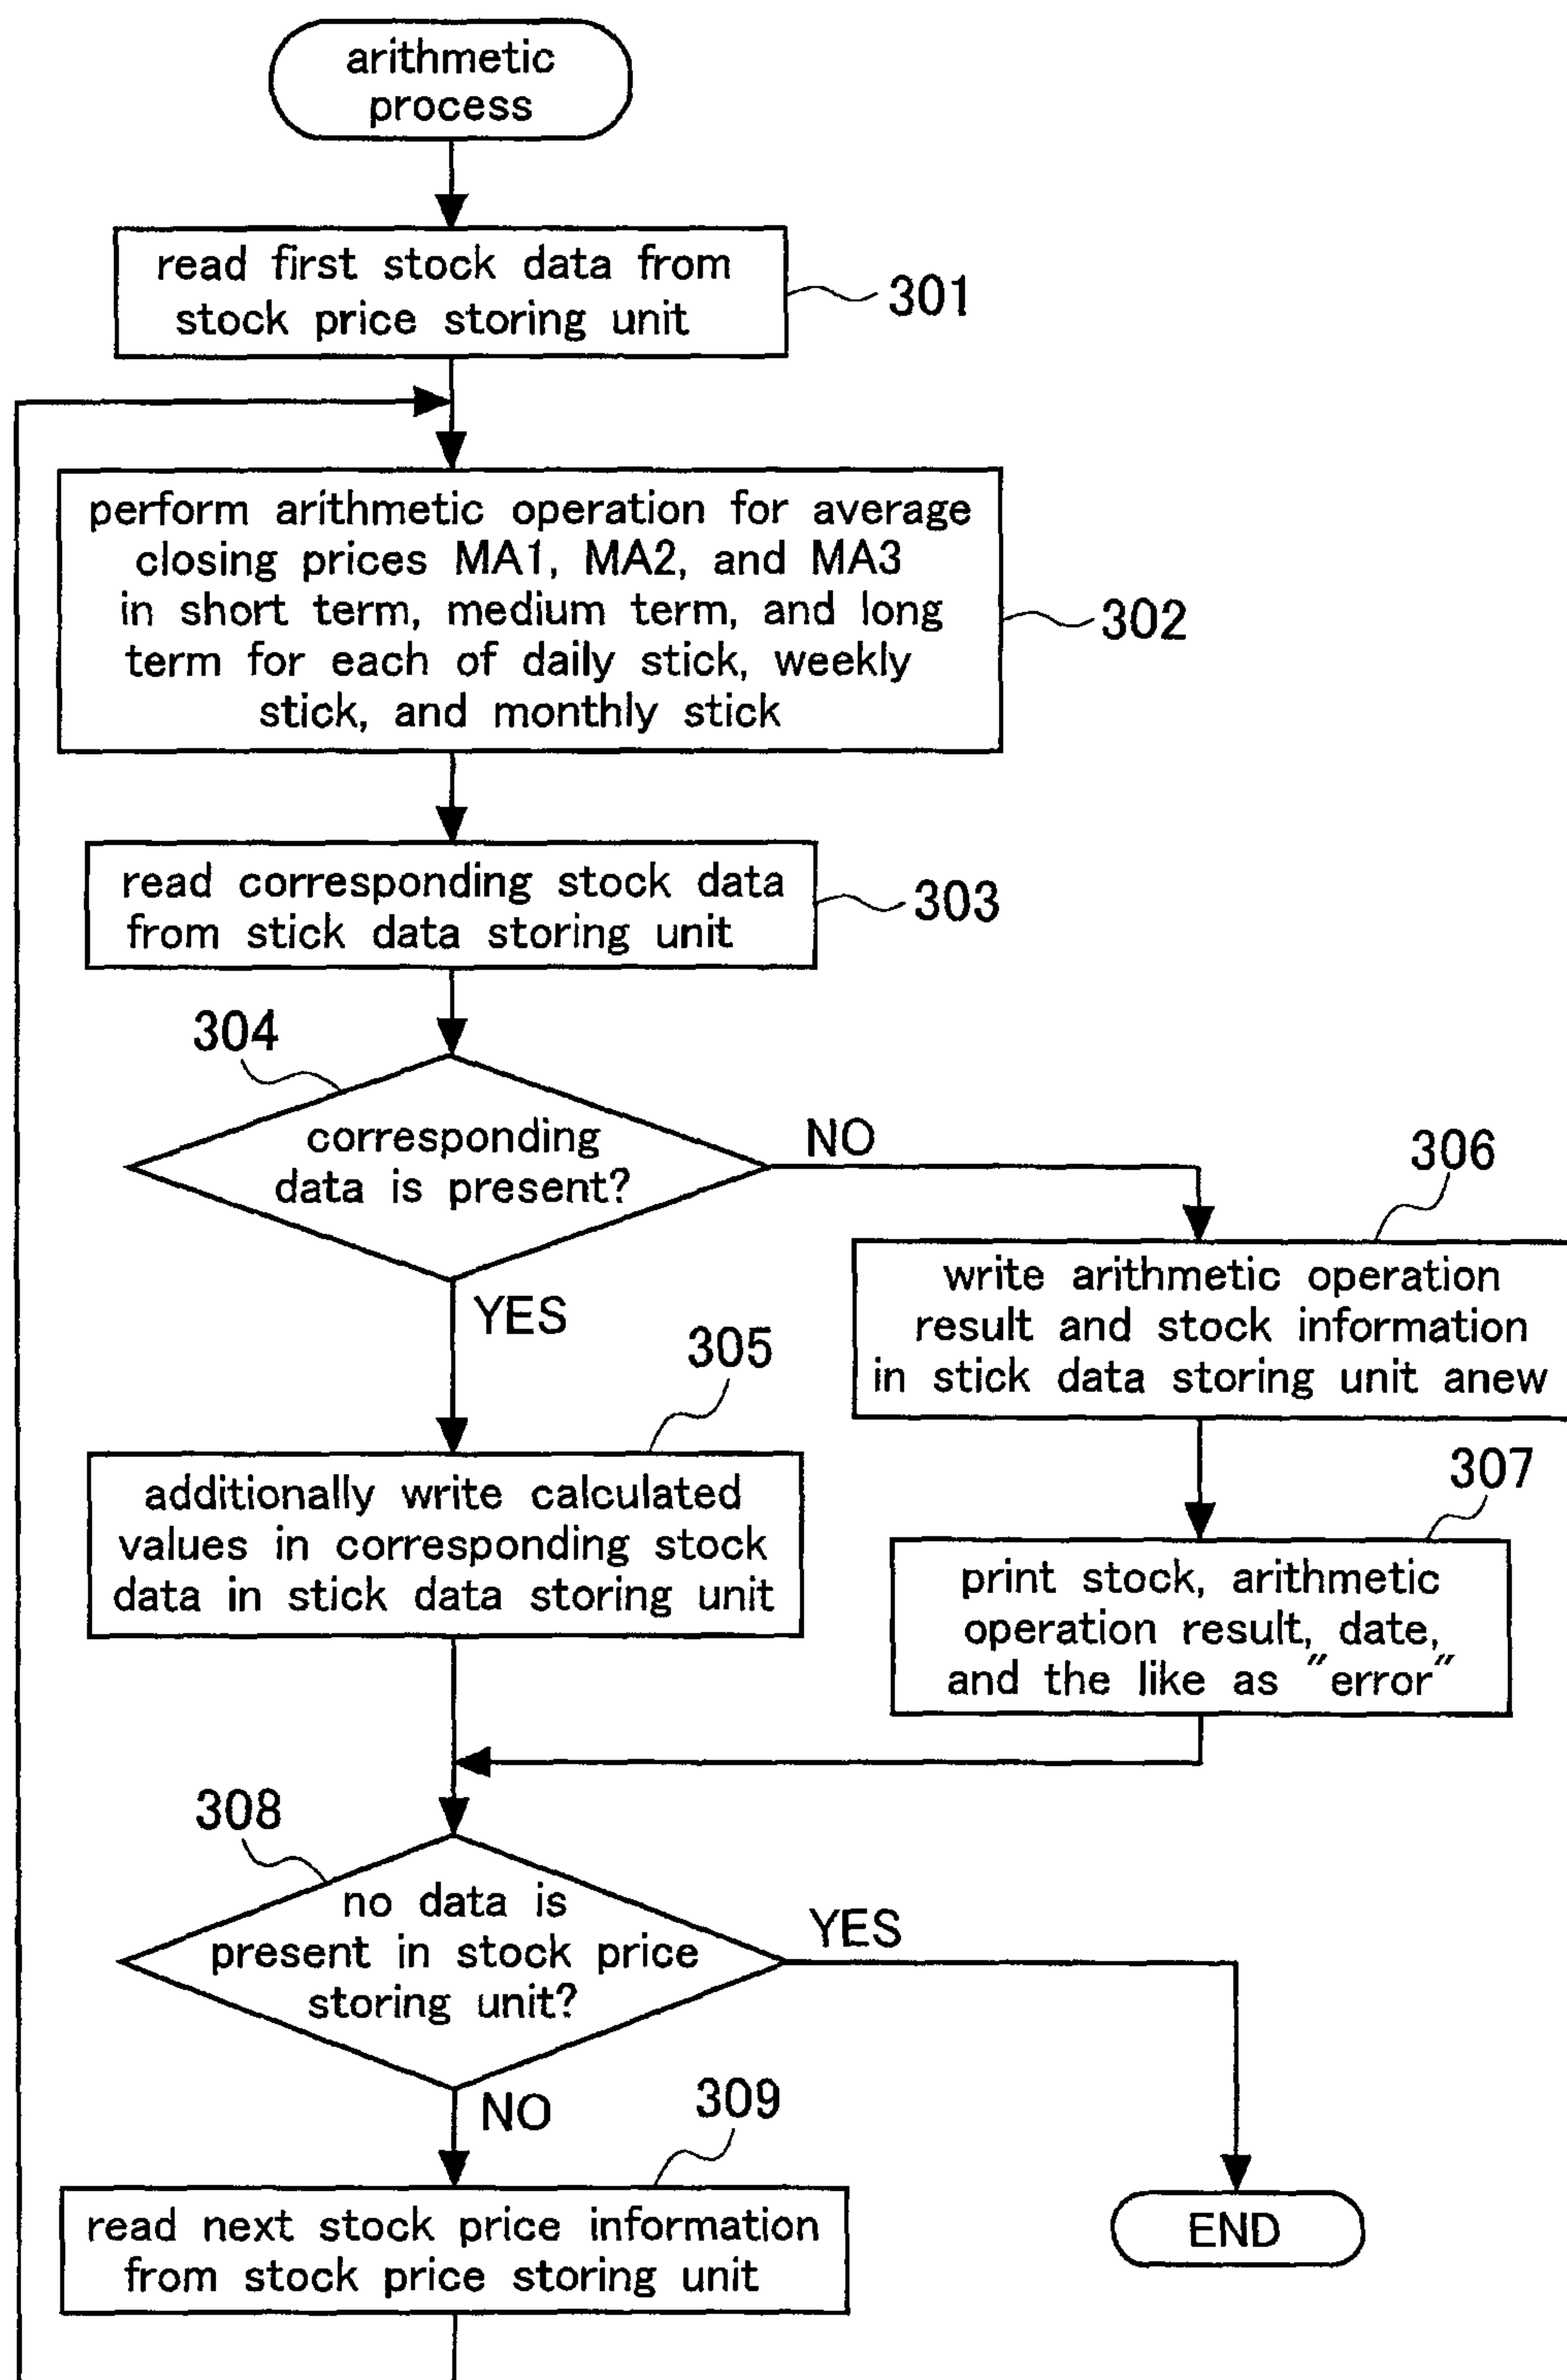 arithmetic
process
read first stock data from
stock price storing unit
301
perform arithmetic operation for average
closing prices MA1, MA2, and MA3
in short term, medium term, and long
term for each of daily stick, weekly
stick, and monthly stick
302
read corresponding stock data
from stick data storing unit
303
304
corresponding
data is present?
NO
YES
306
write arithmetic operation
result and stock information
in stick data storing unit anew
305
additionally write calculated
values in corresponding stock
data in stick data storing unit
307
print stock, arithmetic
operation result, date,
and the like as "error"
308
no data is
present in stock price
storing unit?
YES
NO
309
read next stock price information
from stock price storing unit
END